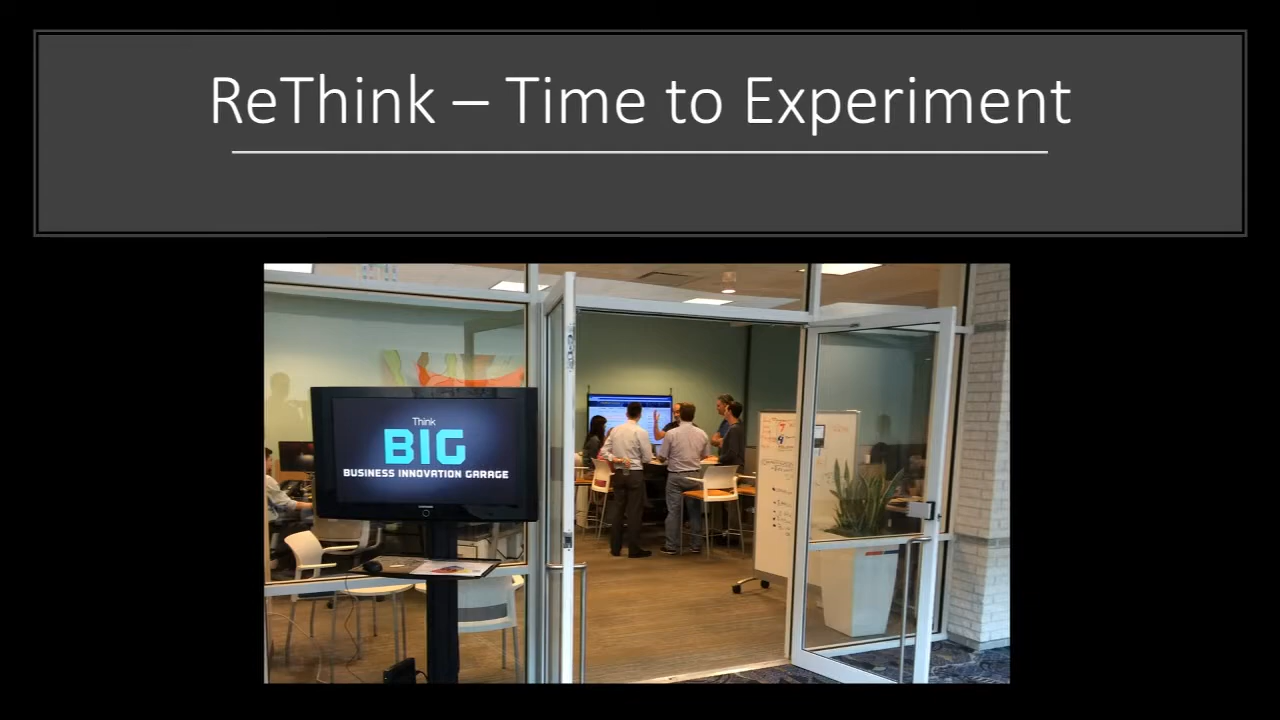 ReThink – Time to Experiment
Think
BIG
BUSINESS INNOVATION GARAGE